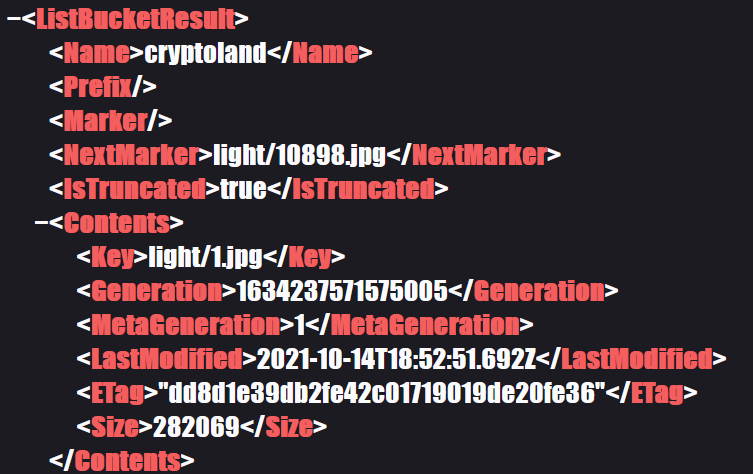 −<ListBucketResult>
<Name>cryptoland</Name>
<Prefix/>
<Marker/>
<NextMarker>light/10898.jpg</NextMarker>
<IsTruncated>true</IsTruncated>
−<Contents>
<Key>light/1.jpg</Key>
<Generation>1634237571575005</Generation>
<MetaGeneration>1</MetaGeneration>
<LastModified>2021-10-14T18:52:51.692Z</LastModified>
<ETag>"dd8d1e39db2fe42c01719019de20fe36"</ETag>
<Size>282069</Size>
</Contents>